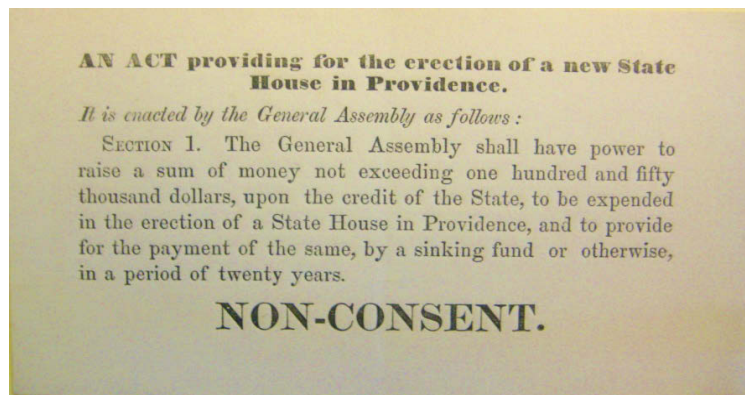 AN ACT providing for the erection of a new State
House in Providence.
It is enacted by the General Assembly as follows :
SECTION 1. The General Assembly shall have power to
raise a sum of money not exceeding one hundred and fifty
thousand dollars, upon the credit of the State, to be expended
in the erection of a State House in Providence, and to provide
for the payment of the same, by a sinking fund or otherwise,
in a period of twenty years.
NON-CONSENT.